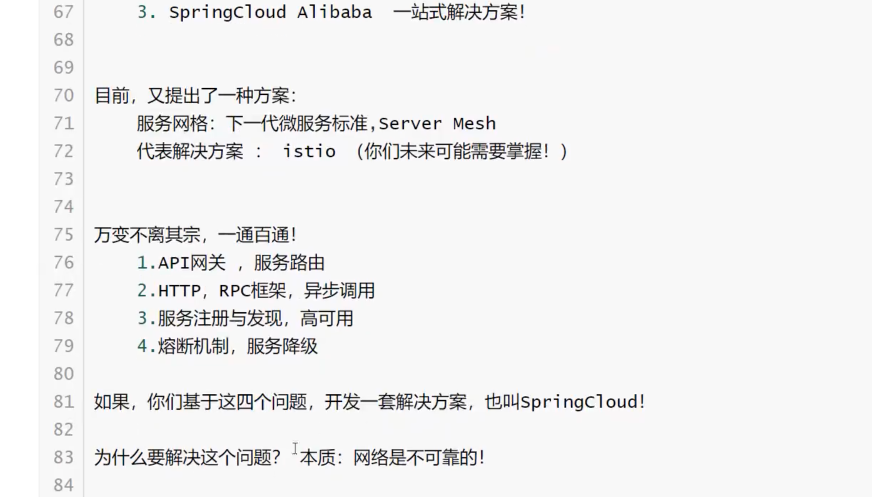 67 3. SpringCloud Alibaba 一站式解决方案！
68
69
70 目前，又提出了一种方案：
71 服务网格：下一代微服务标准,Server Mesh
72 代表解决方案 ： istio （你们未来可能需要掌握！）
73
74
75 万变不离其宗，一通百通！
76 1.API网关 ，服务路由
77 2.HTTP，RPC框架，异步调用
78 3.服务注册与发现，高可用
79 4.熔断机制，服务降级
80
81 如果，你们基于这四个问题，开发一套解决方案，也叫SpringCloud！
82
83 为什么要解决这个问题？ 本质：网络是不可靠的！
84